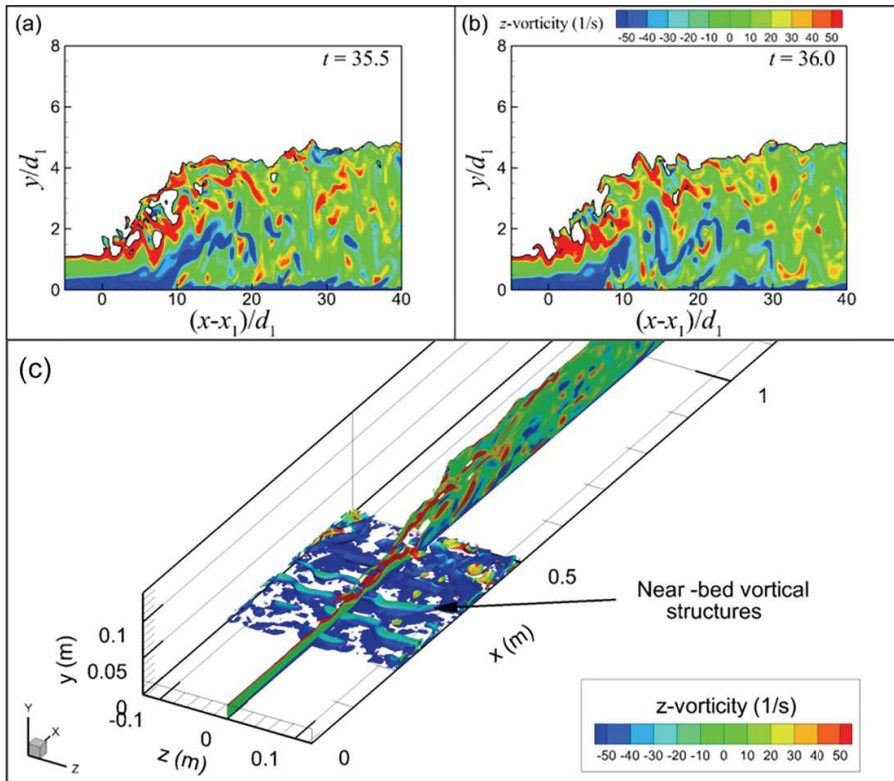 (a)
8
6
4
2
0
y/d1
t = 35.5
0 10 20 30 40
(x-x1)/d1
(b)
z-vorticity (1/s)
-50 -40 -30 -20 -10 0 10 20 30 40 50
8
6
4
2
0
y/d1
t = 36.0
0 10 20 30 40
(x-x1)/d1
(c)
1
0.5
Near -bed vortical
structures
x (m)
0.1
0.05
0
y (m)
-0.1
0
0.1
z (m)
0
Y
X
Z
z-vorticity (1/s)
-50 -40 -30 -20 -10 0 10 20 30 40 50